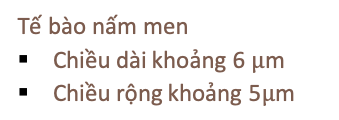 Tế bào nấm men
▪ Chiều dài khoảng 6 µm
▪ Chiều rộng khoảng 5µm